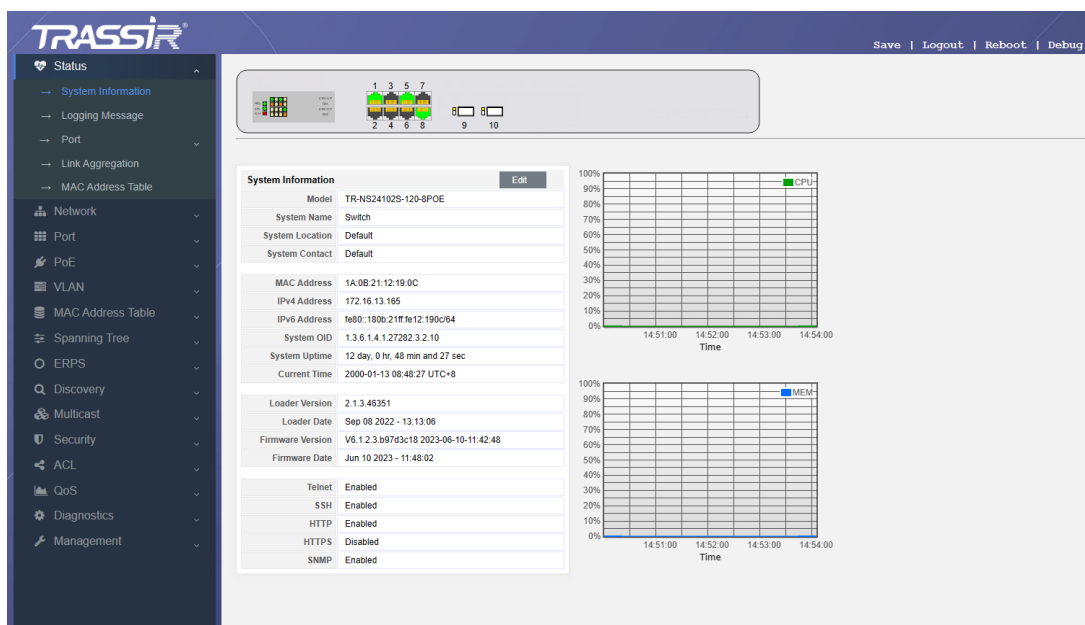 TRASSIR®
Save | Logout | Reboot | Debug
Status
→ System Information
→ Logging Message
→ Port
→ Link Aggregation
→ MAC Address Table
Network
Port
PoE
VLAN
MAC Address Table
Spanning Tree
ERPS
Discovery
Multicast
Security
ACL
QoS
Diagnostics
Management
1 3 5 7
2 4 6 8 9 10
System Information Edit
Model TR-NS24102S-120-8POE
System Name Switch
System Location Default
System Contact Default
MAC Address 1A:0B:21:12:19:0C
IPv4 Address 172.16.13.165
IPv6 Address fe80::180b:21ff:fe12:190c/64
System OID 1.3.6.1.4.1.27282.3.2.10
System Uptime 12 day, 0 hr, 48 min and 27 sec
Current Time 2000-01-13 08:48:27 UTC+8
Loader Version 2.1.3.46351
Loader Date Sep 08 2022 - 13:13:06
Firmware Version V6.1.2.3.b97d3c18 2023-06-10-11:42:48
Firmware Date Jun 10 2023 - 11:48:02
Telnet Enabled
SSH Enabled
HTTP Enabled
HTTPS Disabled
SNMP Enabled
100%
CPU
90%
80%
70%
60%
50%
40%
30%
20%
10%
0%
14:51:00 14:52:00 14:53:00 14:54:00
Time
100%
MEM
90%
80%
70%
60%
50%
40%
30%
20%
10%
0%
14:51:00 14:52:00 14:53:00 14:54:00
Time